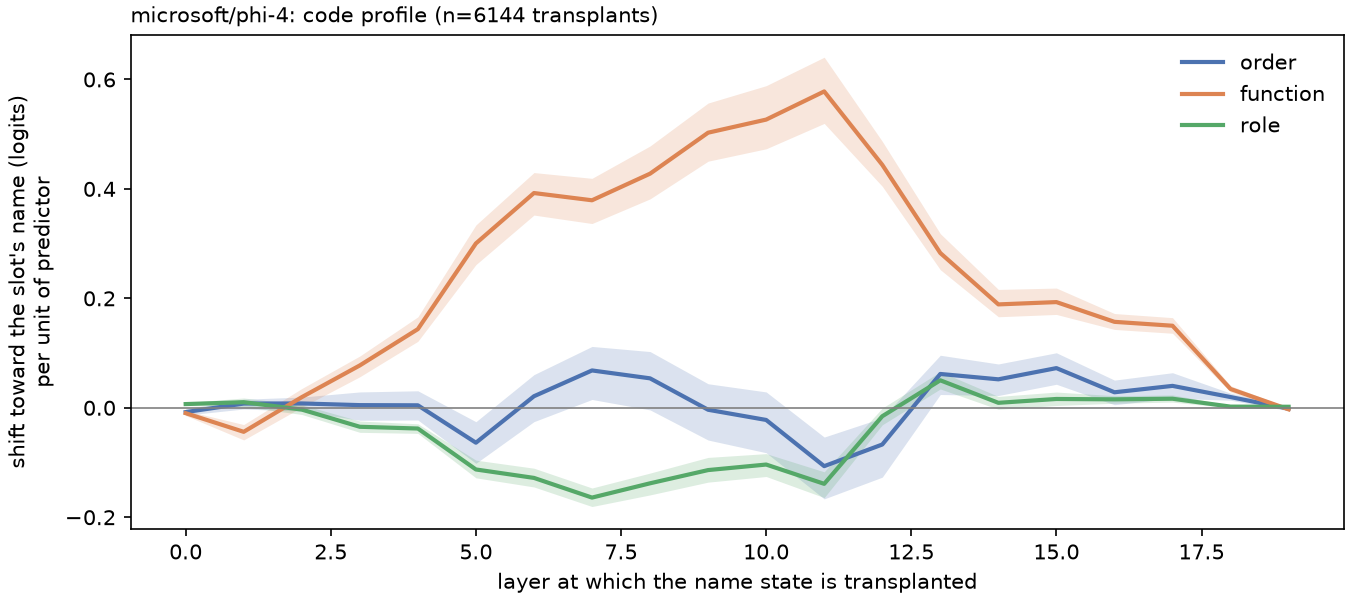 microsoft/phi-4: code profile (n=6144 transplants)
shift toward the slot's name (logits)
per unit of predictor
0.6
0.4
0.2
0.0
−0.2
order
function
role
0.0 2.5 5.0 7.5 10.0 12.5 15.0 17.5
layer at which the name state is transplanted